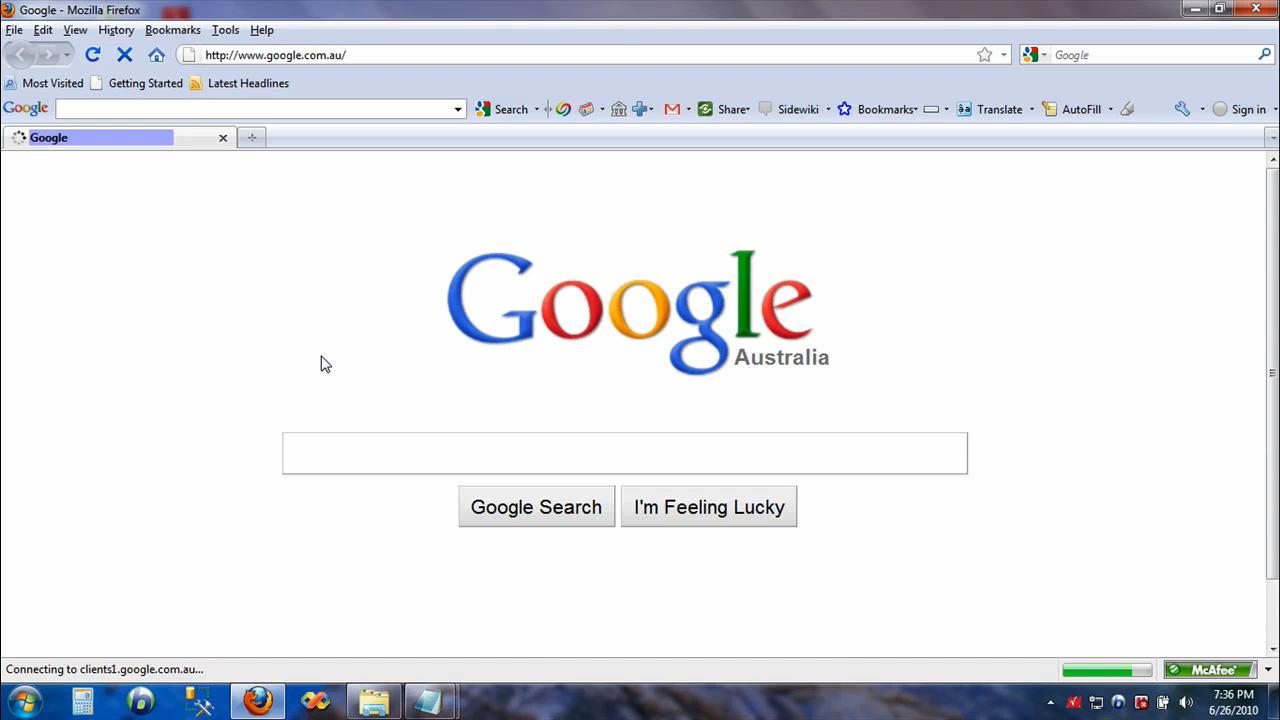 Google - Mozilla Firefox
File Edit View History Bookmarks Tools Help
http://www.google.com.au/ Google
Most Visited Getting Started Latest Headlines
Google Search Share Sidewiki Bookmarks Translate AutoFill Sign in
Google
Google
Australia
Google Search I'm Feeling Lucky
Connecting to clients1.google.com.au... McAfee
7:36 PM
6/26/2010